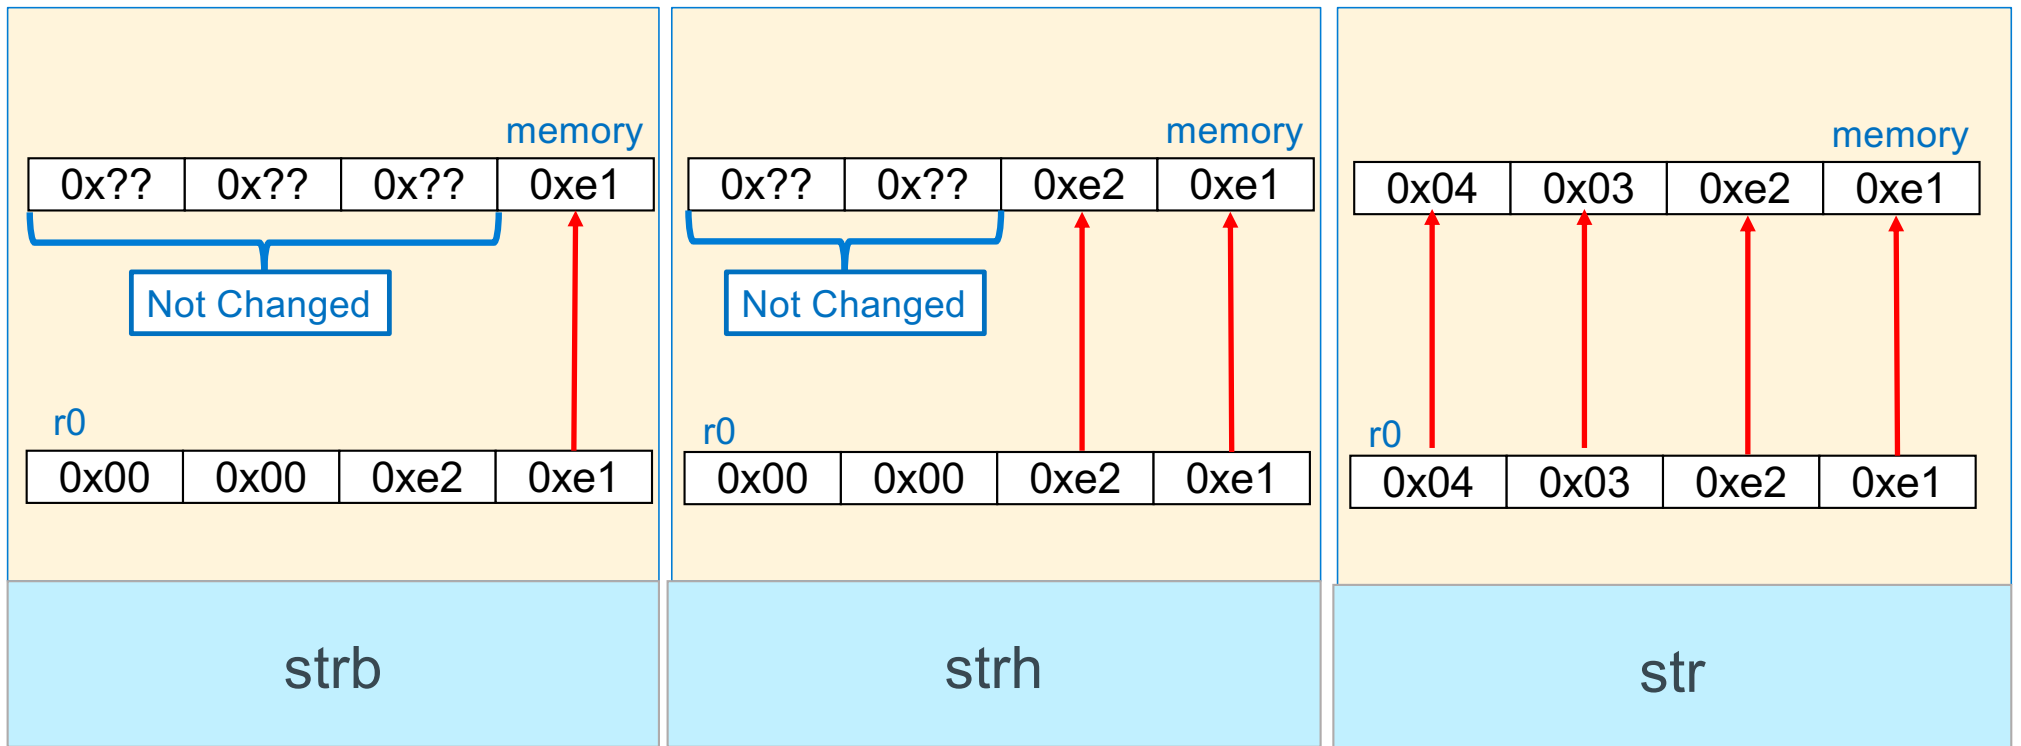 memory
0x?? 0x?? 0x?? 0xe1
Not Changed
r0
0x00 0x00 0xe2 0xe1
strb
memory
0x?? 0x?? 0xe2 0xe1
Not Changed
r0
0x00 0x00 0xe2 0xe1
strh
memory
0x04 0x03 0xe2 0xe1
r0
0x04 0x03 0xe2 0xe1
str